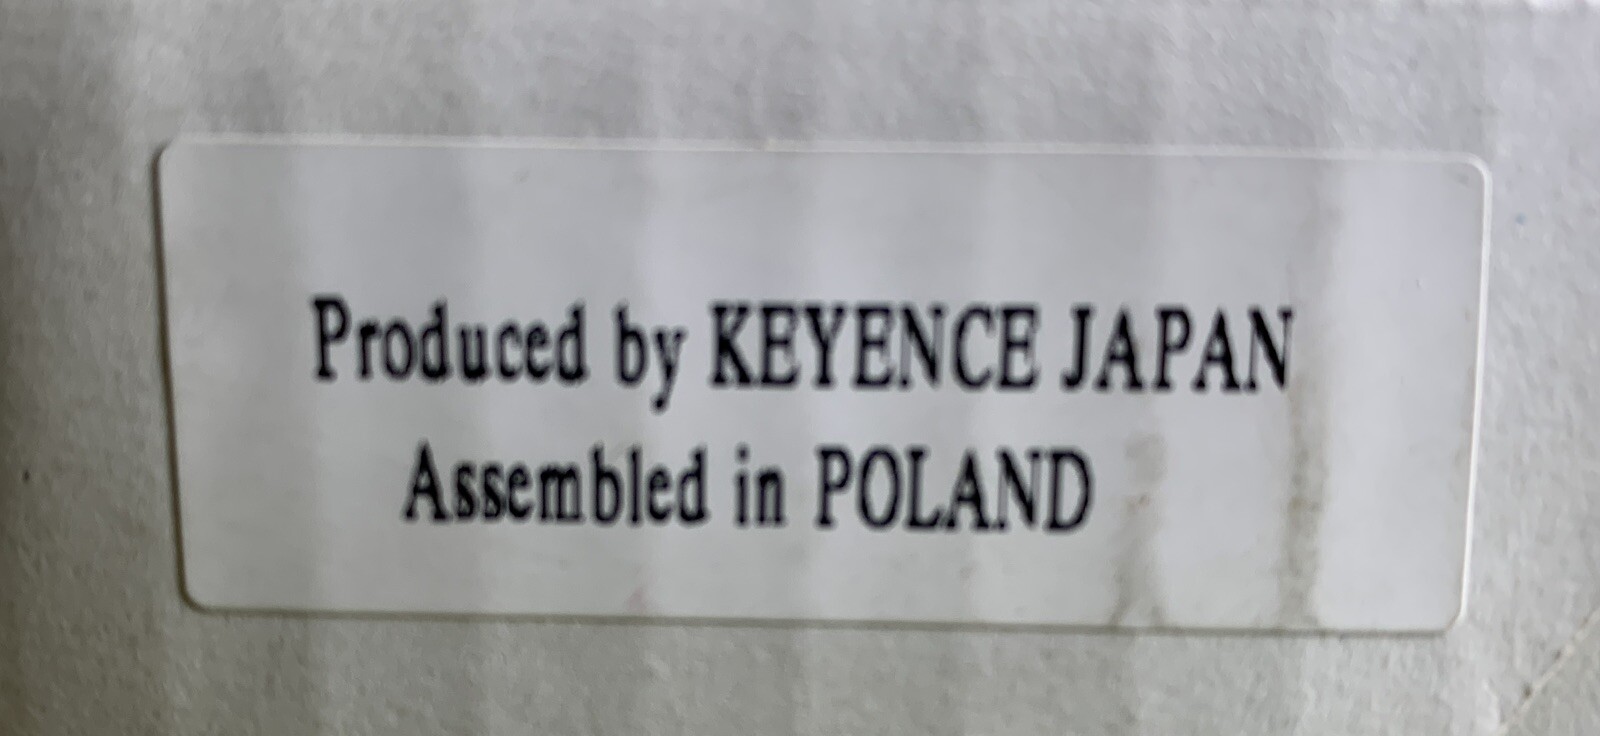 Produced by KEYENCE JAPAN
Assembled in POLAND